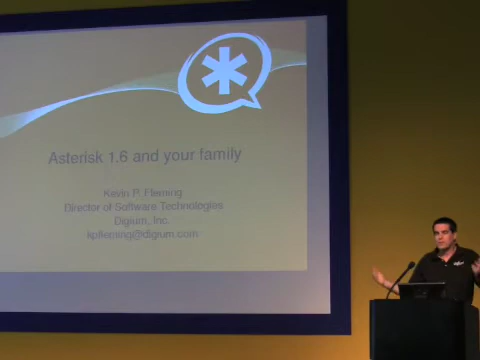 Asterisk 1.6 and your family
Kevin P. Fleming
Director of Software Technologies
Digium, Inc.
kpfleming@digium.com